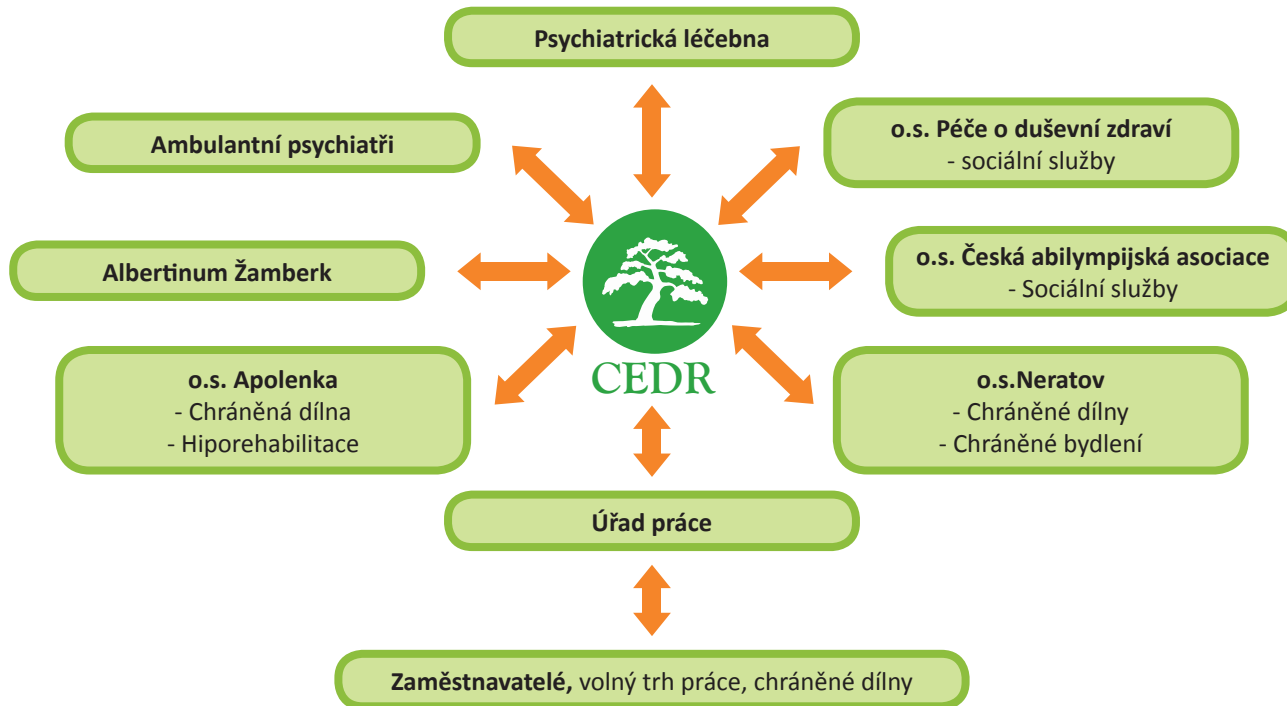 Psychiatrická léčebna
Ambulantní psychiatři
o.s. Péče o duševní zdraví
- sociální služby
Albertinum Žamberk
o.s. Česká abilympijská asociace
- Sociální služby
CEDR
o.s. Apolenka
- Chráněná dílna
- Hiporehabilitace
o.s.Neratov
- Chráněné dílny
- Chráněné bydlení
Úřad práce
Zaměstnavatelé, volný trh práce, chráněné dílny